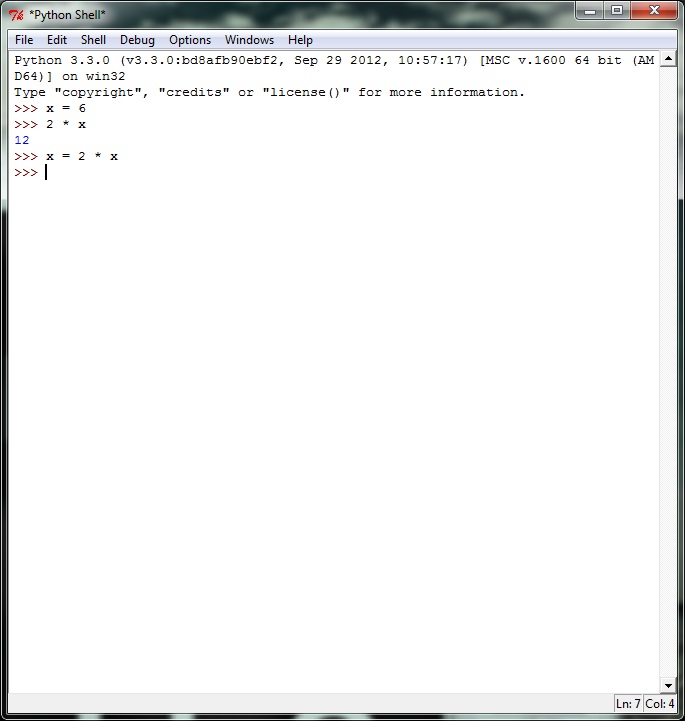 *Python Shell*
File Edit Shell Debug Options Windows Help
Python 3.3.0 (v3.3.0:bd8afb90ebf2, Sep 29 2012, 10:57:17) [MSC v.1600 64 bit (AM
D64)] on win32
Type "copyright", "credits" or "license()" for more information.
>>> x = 6
>>> 2 * x
12
>>> x = 2 * x
>>>
Ln: 7 Col: 4